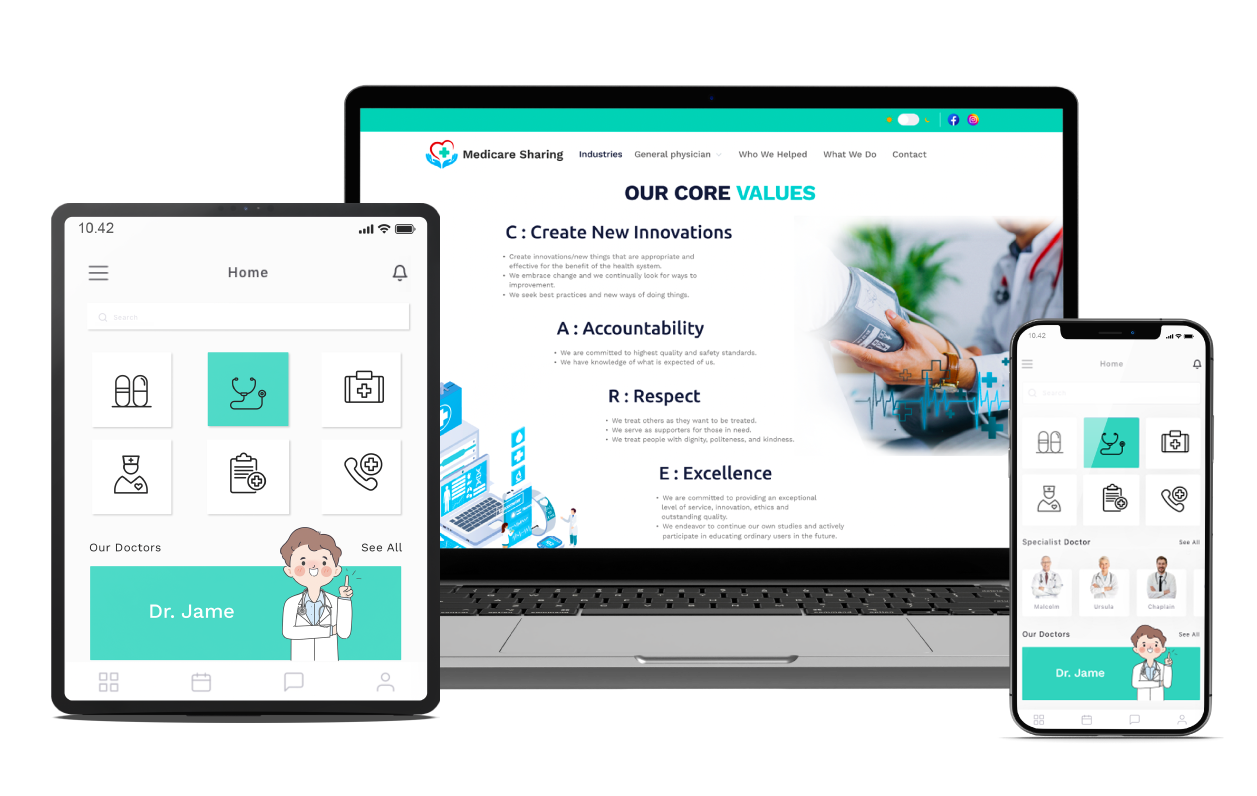 Medicare Sharing
Industries
General physician
Who We Helped
What We Do
Contact
OUR CORE VALUES
C : Create New Innovations
• Create innovations/new things that are appropriate and
effective for the benefit of the health system.
• We embrace change and we continually look for ways to
improvement.
• We seek best practices and new ways of doing things.
A : Accountability
• We are committed to highest quality and safety standards.
• We have knowledge of what is expected of us.
R : Respect
• We treat others as they want to be treated.
• We serve as supporters for those in need.
• We treat people with dignity, politeness, and kindness.
E : Excellence
• We are committed to providing an exceptional
level of service, innovation, ethics and
outstanding quality.
• We endeavor to continue our own studies and actively
participate in educating ordinary users in the future.
10.42
Home
Search
Our Doctors
See All
Dr. Jame
10.42
Home
Search
Specialist Doctor
See All
Malcolm
Ursula
Chaplain
Our Doctors
See All
Dr. Jame